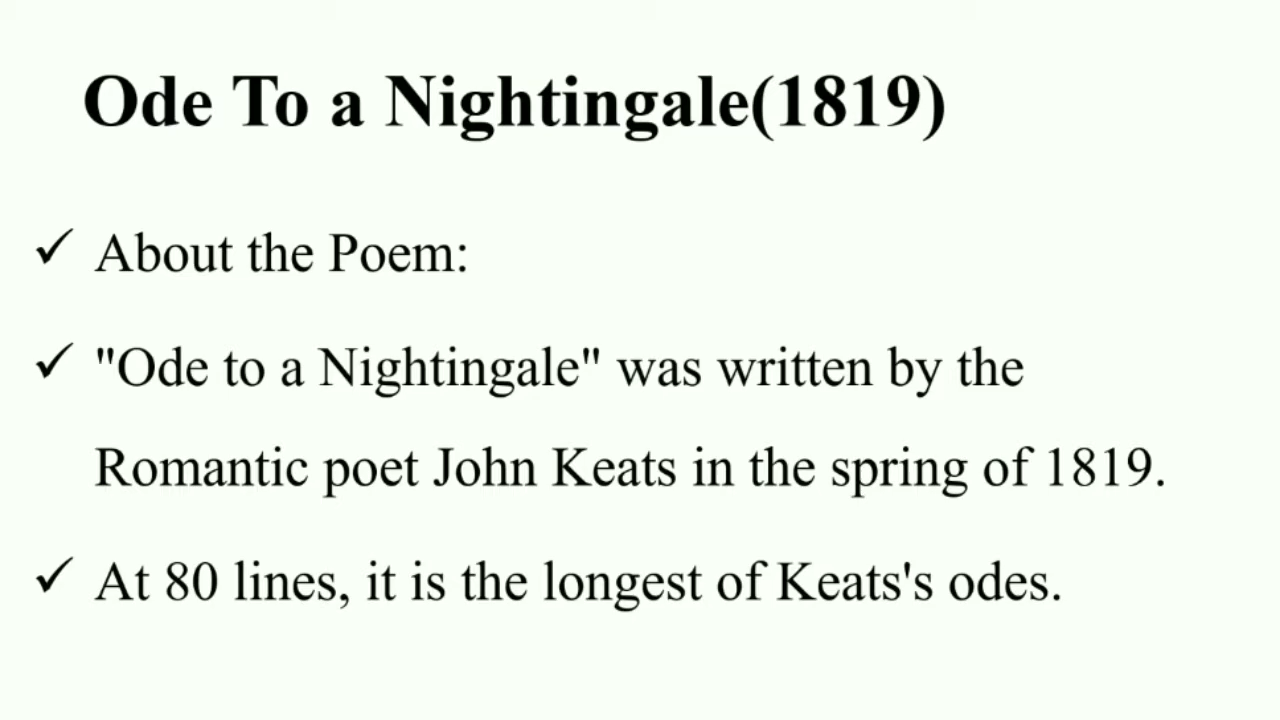 Ode To a Nightingale(1819)
✓ About the Poem:
✓ "Ode to a Nightingale" was written by the
Romantic poet John Keats in the spring of 1819.
✓ At 80 lines, it is the longest of Keats's odes.